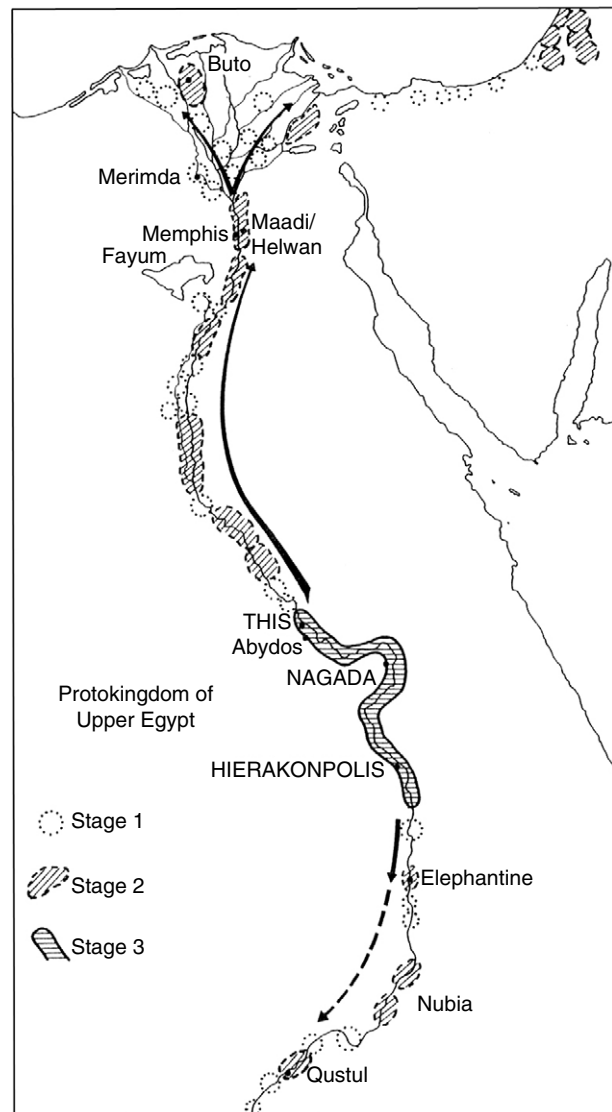 Buto
Merimda
Memphis
Maadi/
Helwan
Fayum
THIS
Abydos
NAGADA
Protokingdom of
Upper Egypt
HIERAKONPOLIS
Stage 1
Stage 2
Elephantine
Stage 3
Nubia
Qustul